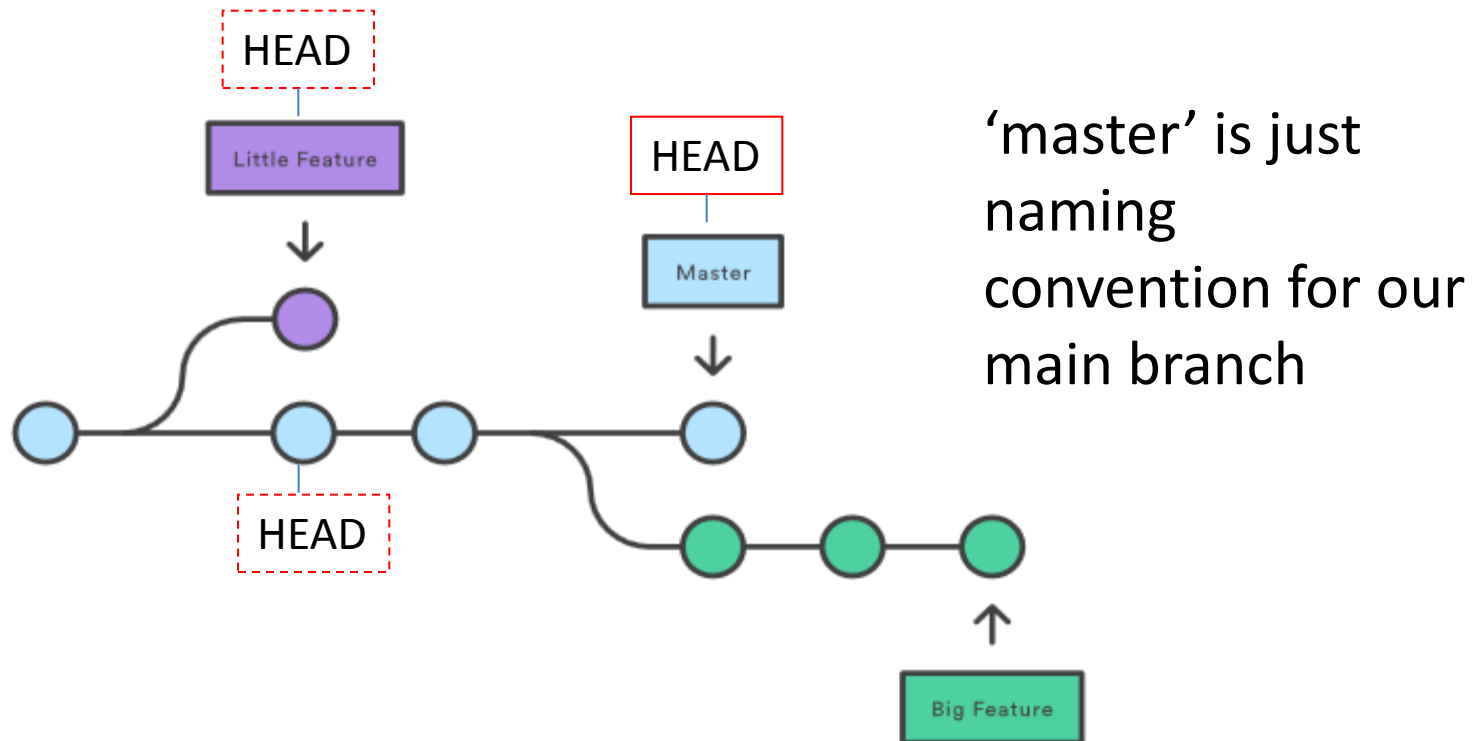 HEAD
Little Feature
HEAD
Master
‘master’ is just
naming
convention for our
main branch
HEAD
Big Feature